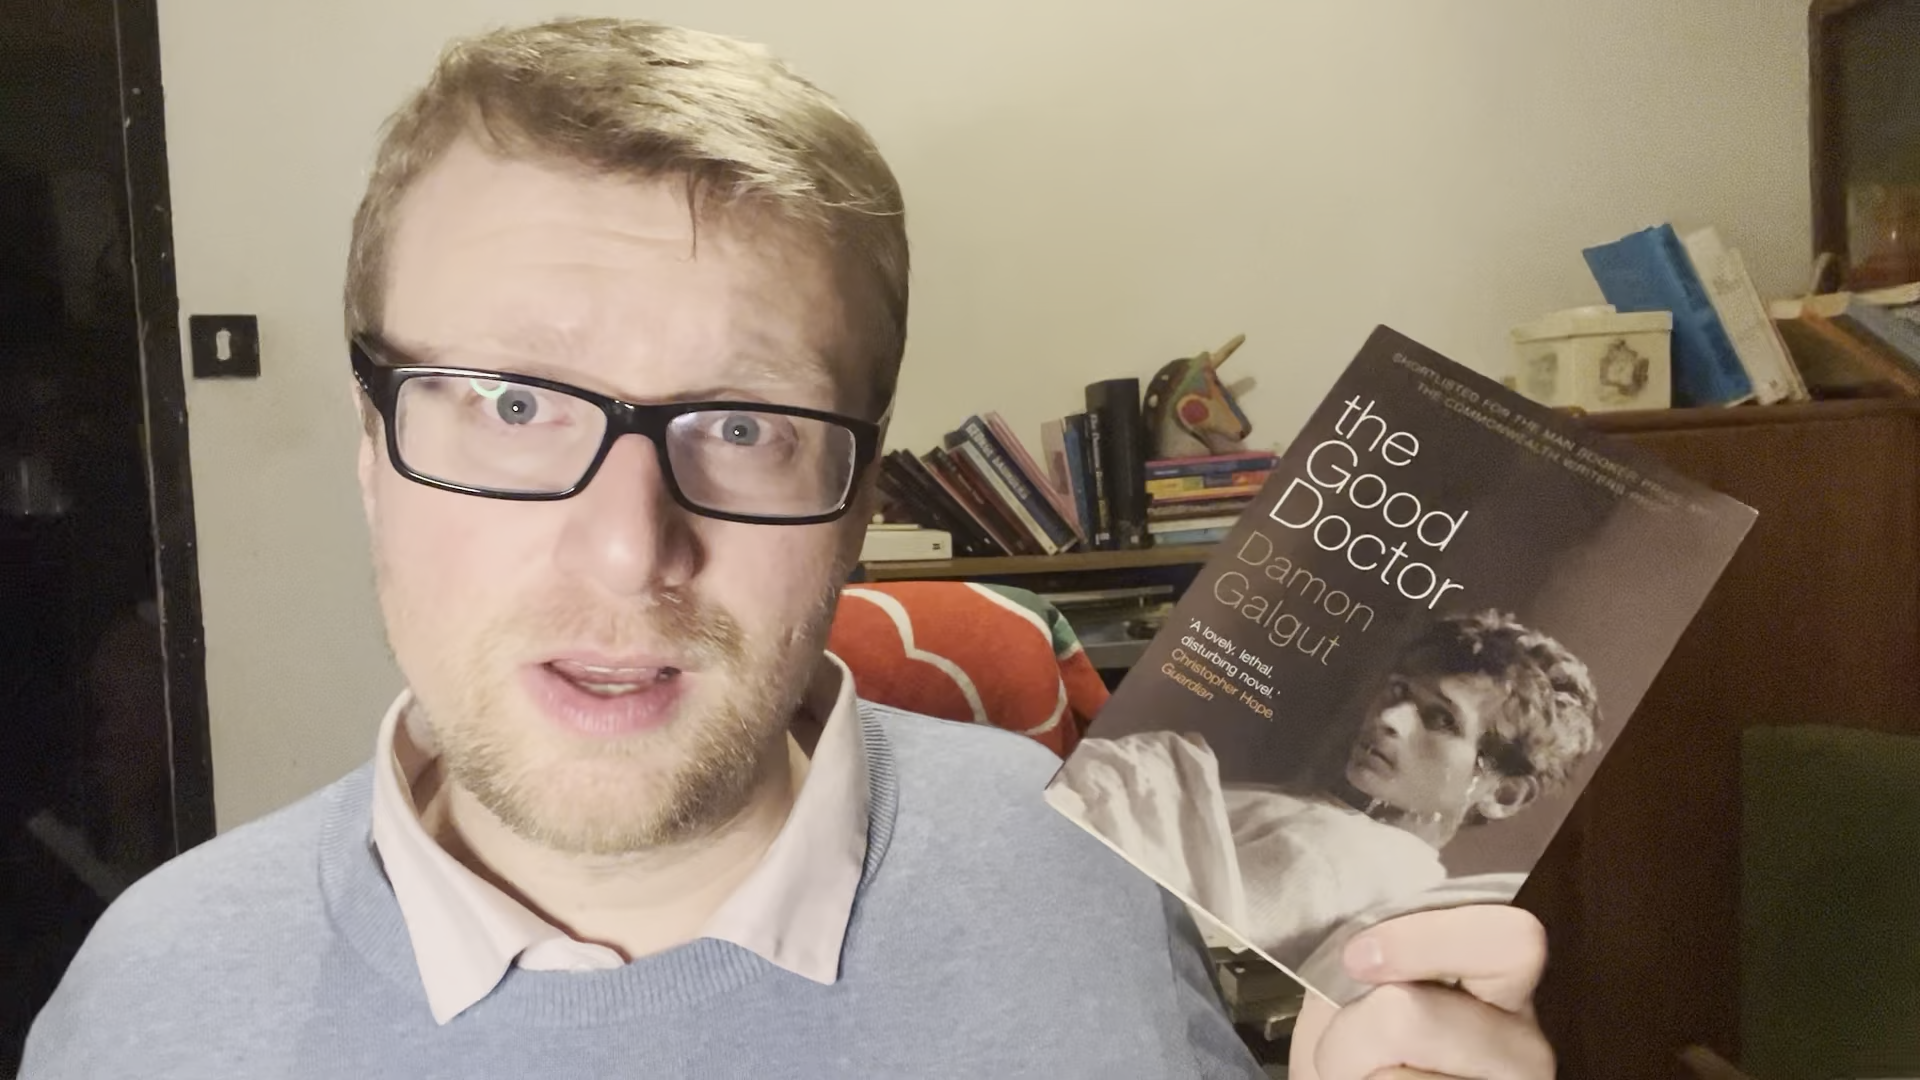 SHORTLISTED FOR THE MAN BOOKER PRIZE
THE COMMONWEALTH WRITERS PRIZE
the
Good
Doctor
Damon
Galgut
'A lovely, lethal,
disturbing novel.'
Christopher Hope,
Guardian